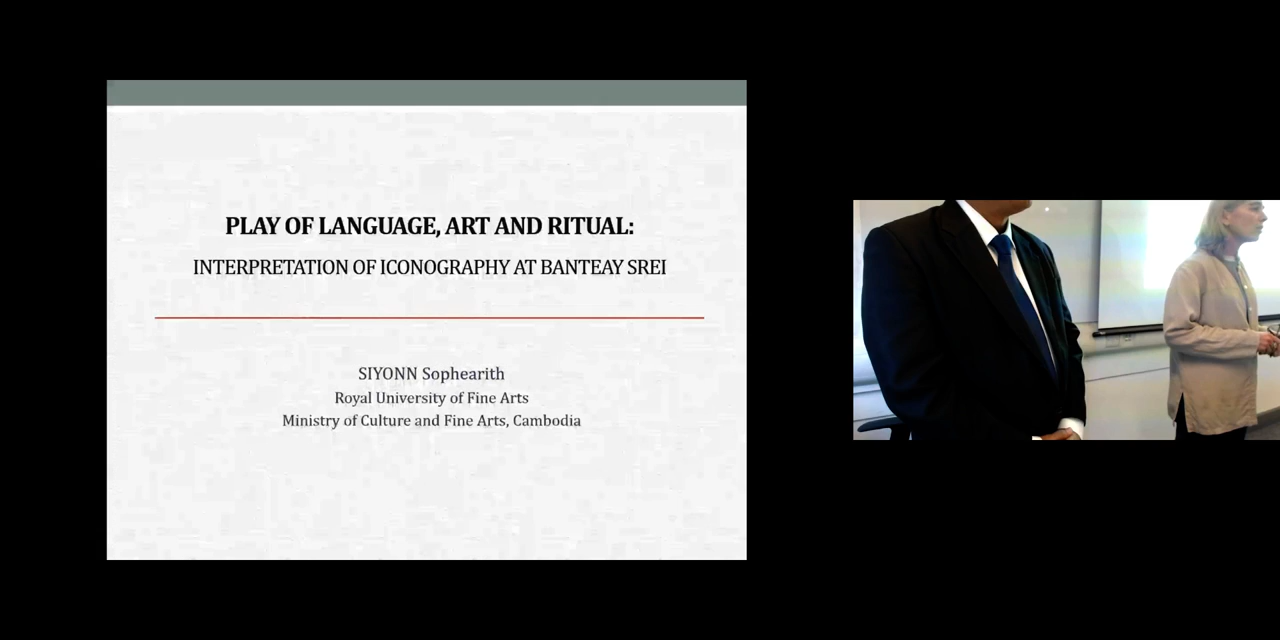 PLAY OF LANGUAGE, ART AND RITUAL:
INTERPRETATION OF ICONOGRAPHY AT BANTEAY SREI
SIYONN Sophearith
Royal University of Fine Arts
Ministry of Culture and Fine Arts, Cambodia